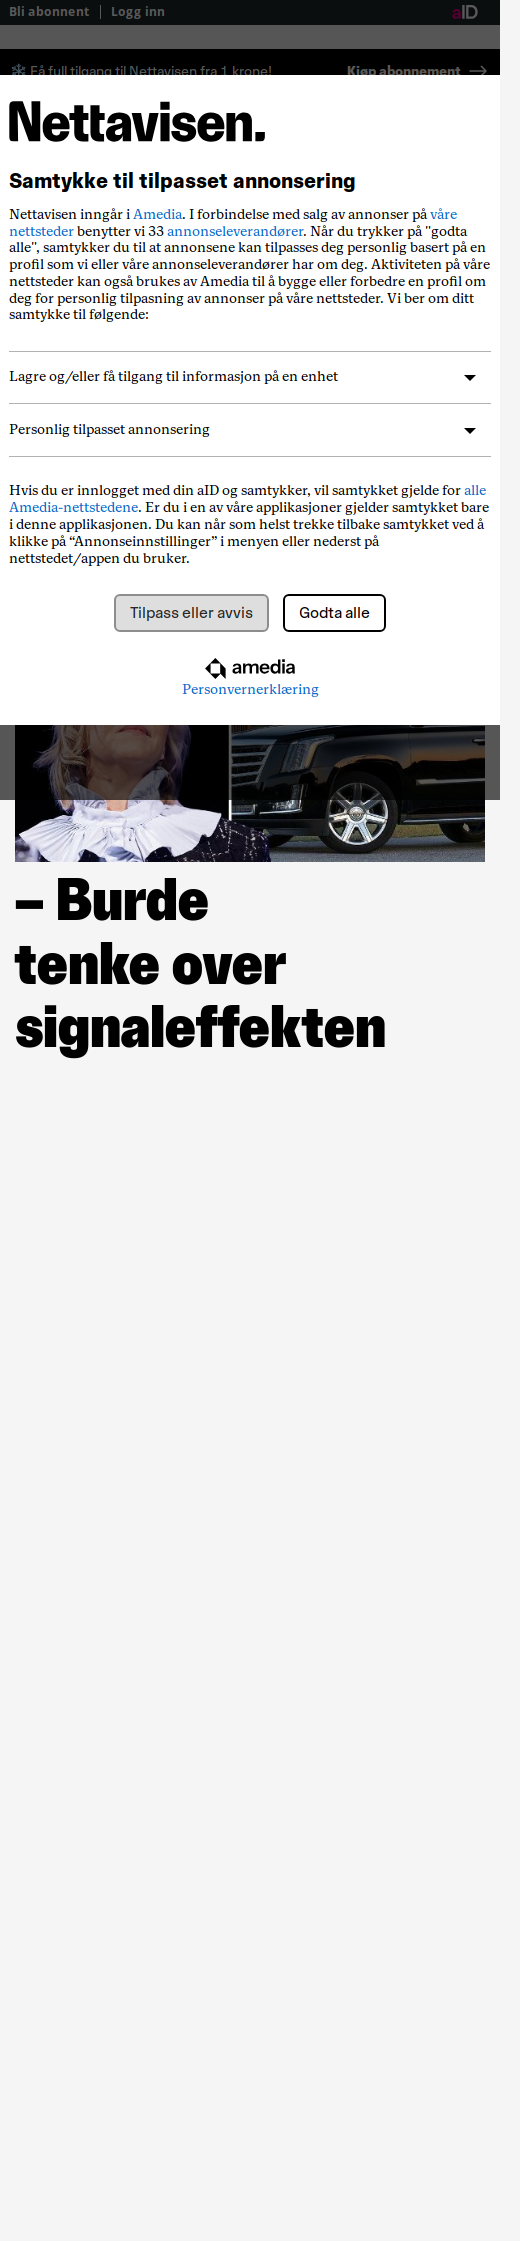 Bli abonnent | Logg inn aID
Få full tilgang til Nettavisen fra 1 krone! Kjøp abonnement
Nettavisen.
Samtykke til tilpasset annonsering
Nettavisen inngår i Amedia. I forbindelse med salg av annonser på våre
nettsteder benytter vi 33 annonseleverandører. Når du trykker på "godta
alle", samtykker du til at annonsene kan tilpasses deg personlig basert på en
profil som vi eller våre annonseleverandører har om deg. Aktiviteten på våre
nettsteder kan også brukes av Amedia til å bygge eller forbedre en profil om
deg for personlig tilpasning av annonser på våre nettsteder. Vi ber om ditt
samtykke til følgende:
Lagre og/eller få tilgang til informasjon på en enhet
Personlig tilpasset annonsering
Hvis du er innlogget med din aID og samtykker, vil samtykket gjelde for alle
Amedia-nettstedene. Er du i en av våre applikasjoner gjelder samtykket bare
i denne applikasjonen. Du kan når som helst trekke tilbake samtykket ved å
klikke på “Annonseinnstillinger” i menyen eller nederst på
nettstedet/appen du bruker.
Tilpass eller avvis Godta alle
amedia
Personvernerklæring
– Burde
tenke over
signaleffekten